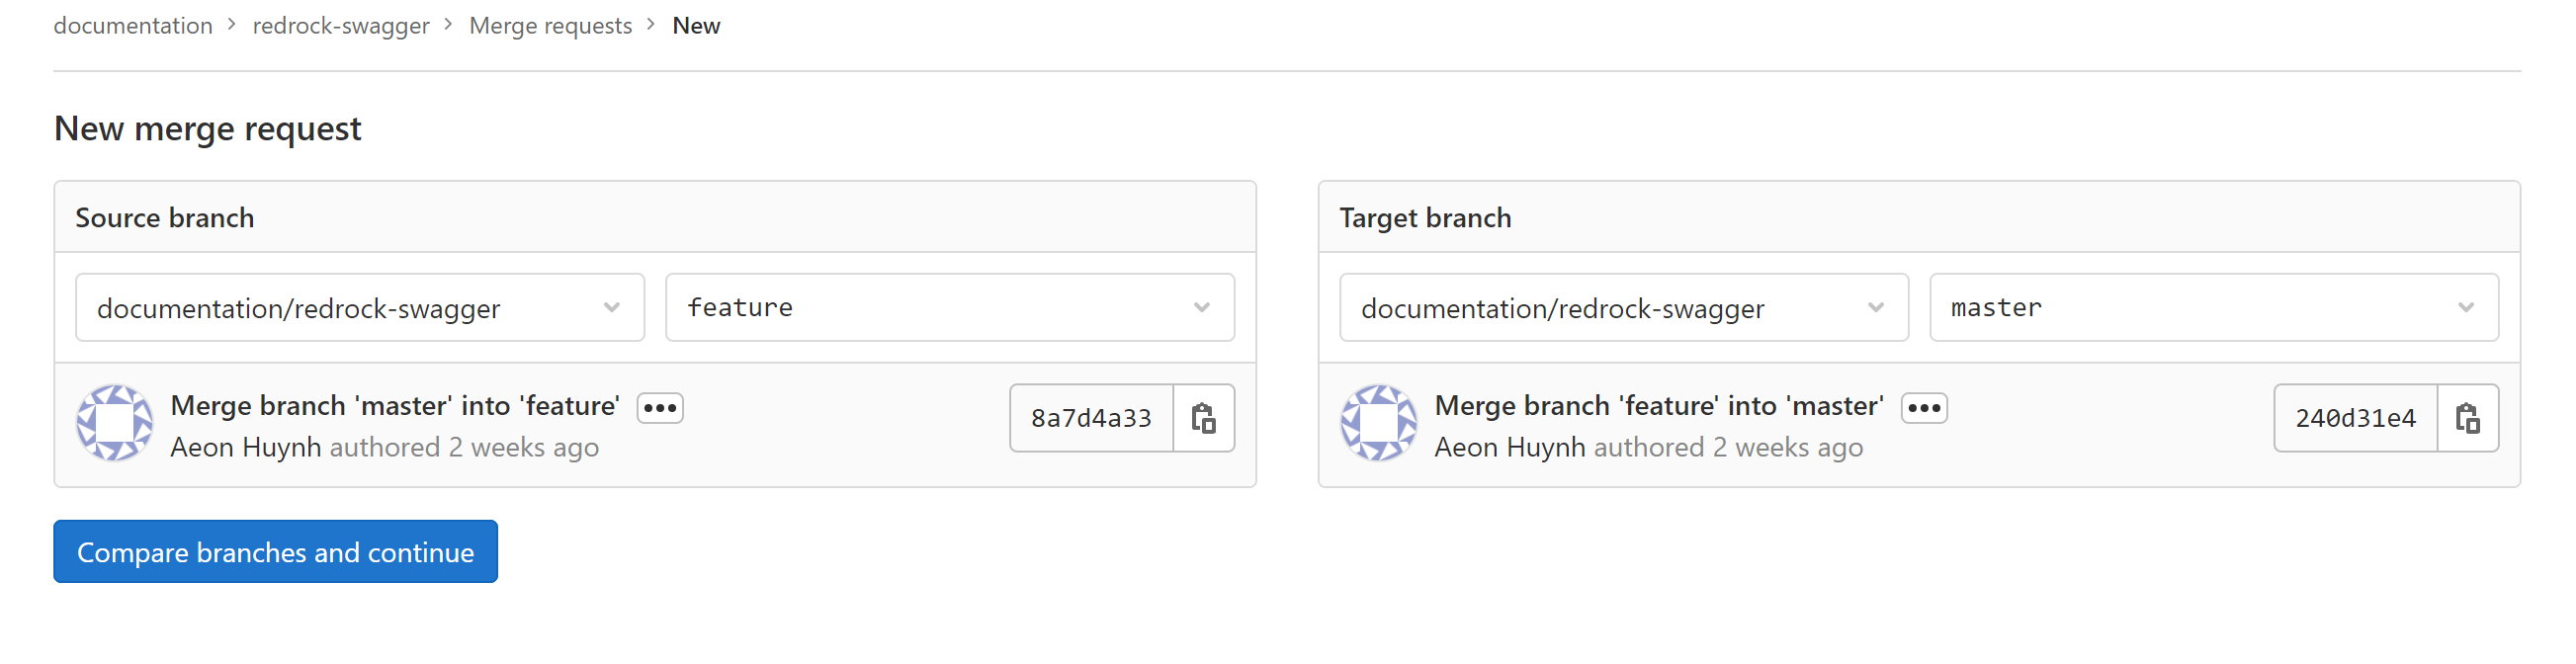 documentation > redrock-swagger > Merge requests > New
New merge request
Source branch
documentation/redrock-swagger feature
Merge branch 'master' into 'feature' •••
Aeon Huynh authored 2 weeks ago
8a7d4a33
Target branch
documentation/redrock-swagger master
Merge branch 'feature' into 'master' •••
Aeon Huynh authored 2 weeks ago
240d31e4
Compare branches and continue